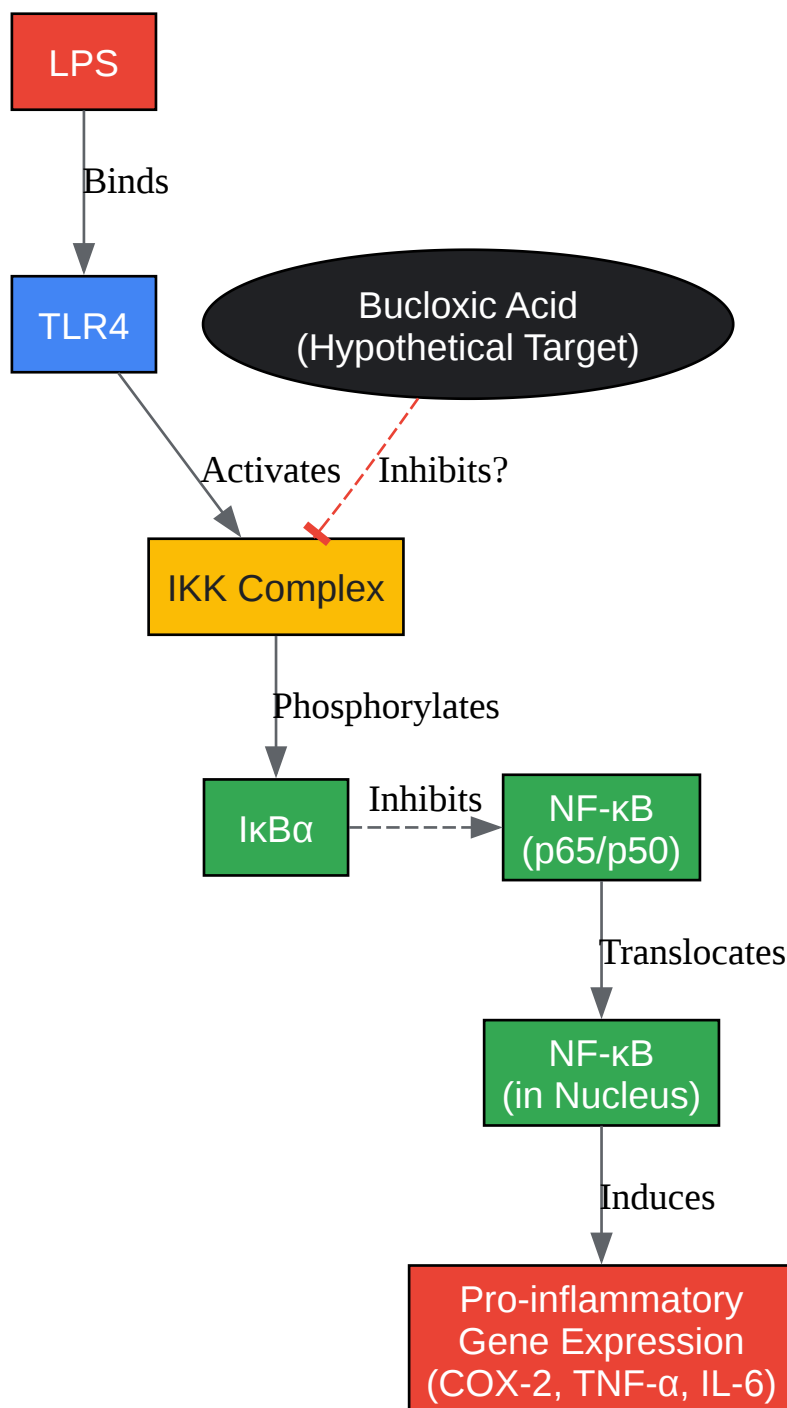 LPS
Binds
TLR4
Bucloxic Acid
(Hypothetical Target)
Activates
Inhibits?
IKK Complex
Phosphorylates
IκBα
Inhibits
NF-κB
(p65/p50)
Translocates
NF-κB
(in Nucleus)
Induces
Pro-inflammatory
Gene Expression
(COX-2, TNF-α, IL-6)